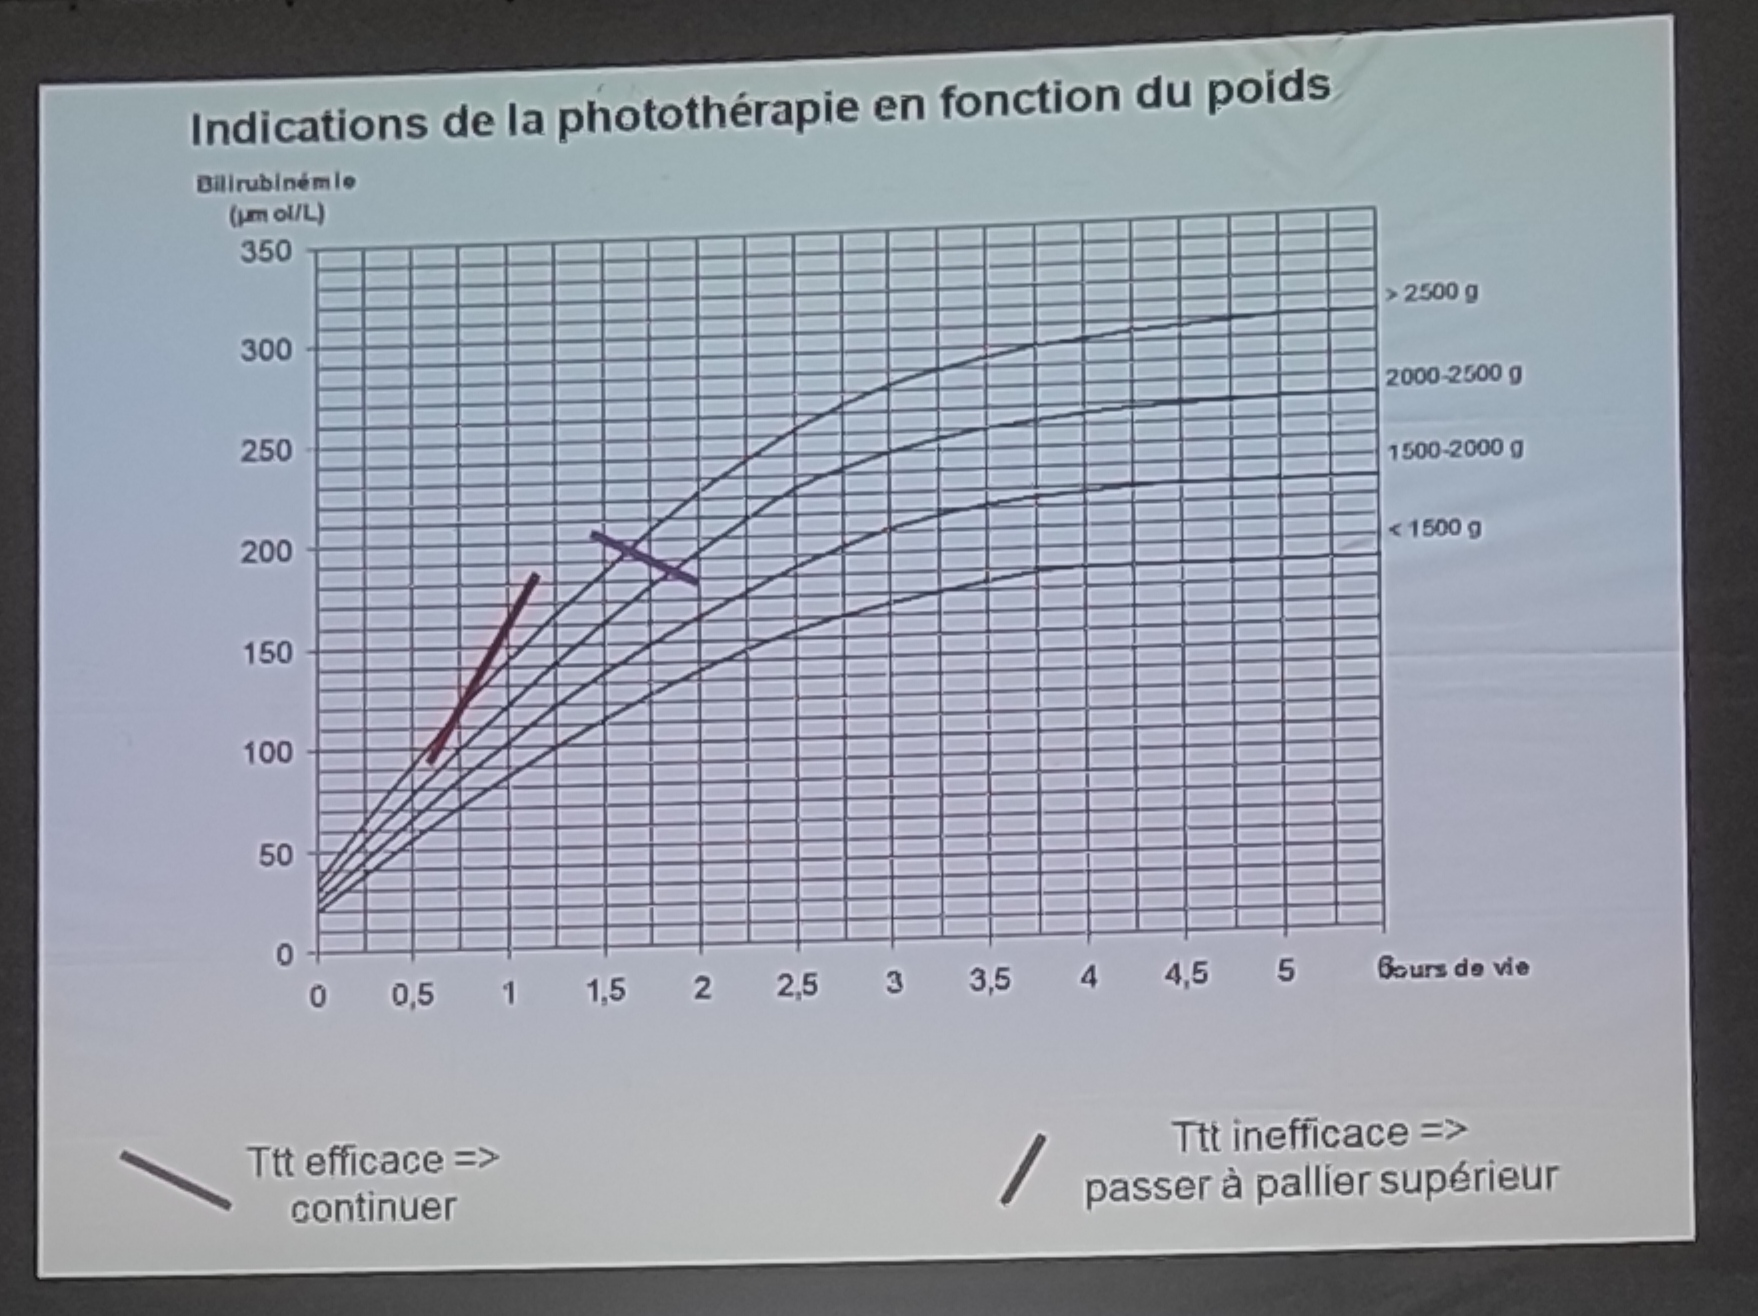 Indications de la photothérapie en fonction du poids
Bilirubinémie
(µmol/L)
350
300
250
200
150
100
50
0
0
0,5
1
1,5
2
2,5
3
3,5
4
4,5
5
6
Jours de vie
> 2500 g
2000-2500 g
1500-2000 g
< 1500 g
Ttt efficace =>
continuer
Ttt inefficace =>
passer à pallier supérieur